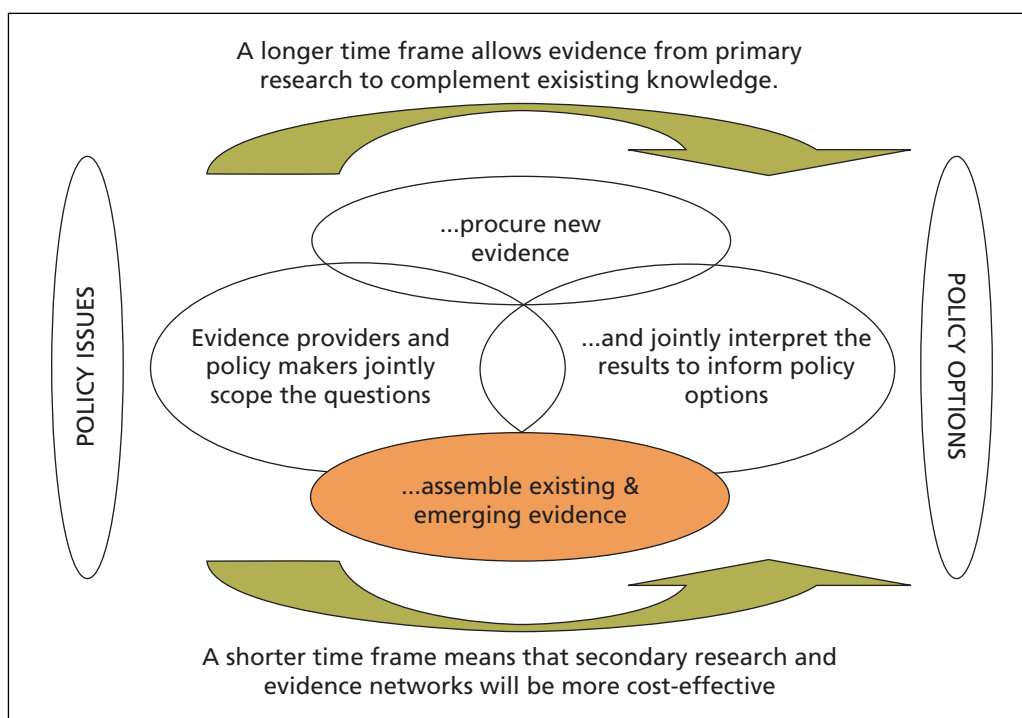 A longer time frame allows evidence from primary
research to complement exisisting knowledge.
POLICY ISSUES
...procure new
evidence
Evidence providers and
policy makers jointly
scope the questions
...and jointly interpret the
results to inform policy
options
...assemble existing &
emerging evidence
POLICY OPTIONS
A shorter time frame means that secondary research and
evidence networks will be more cost-effective